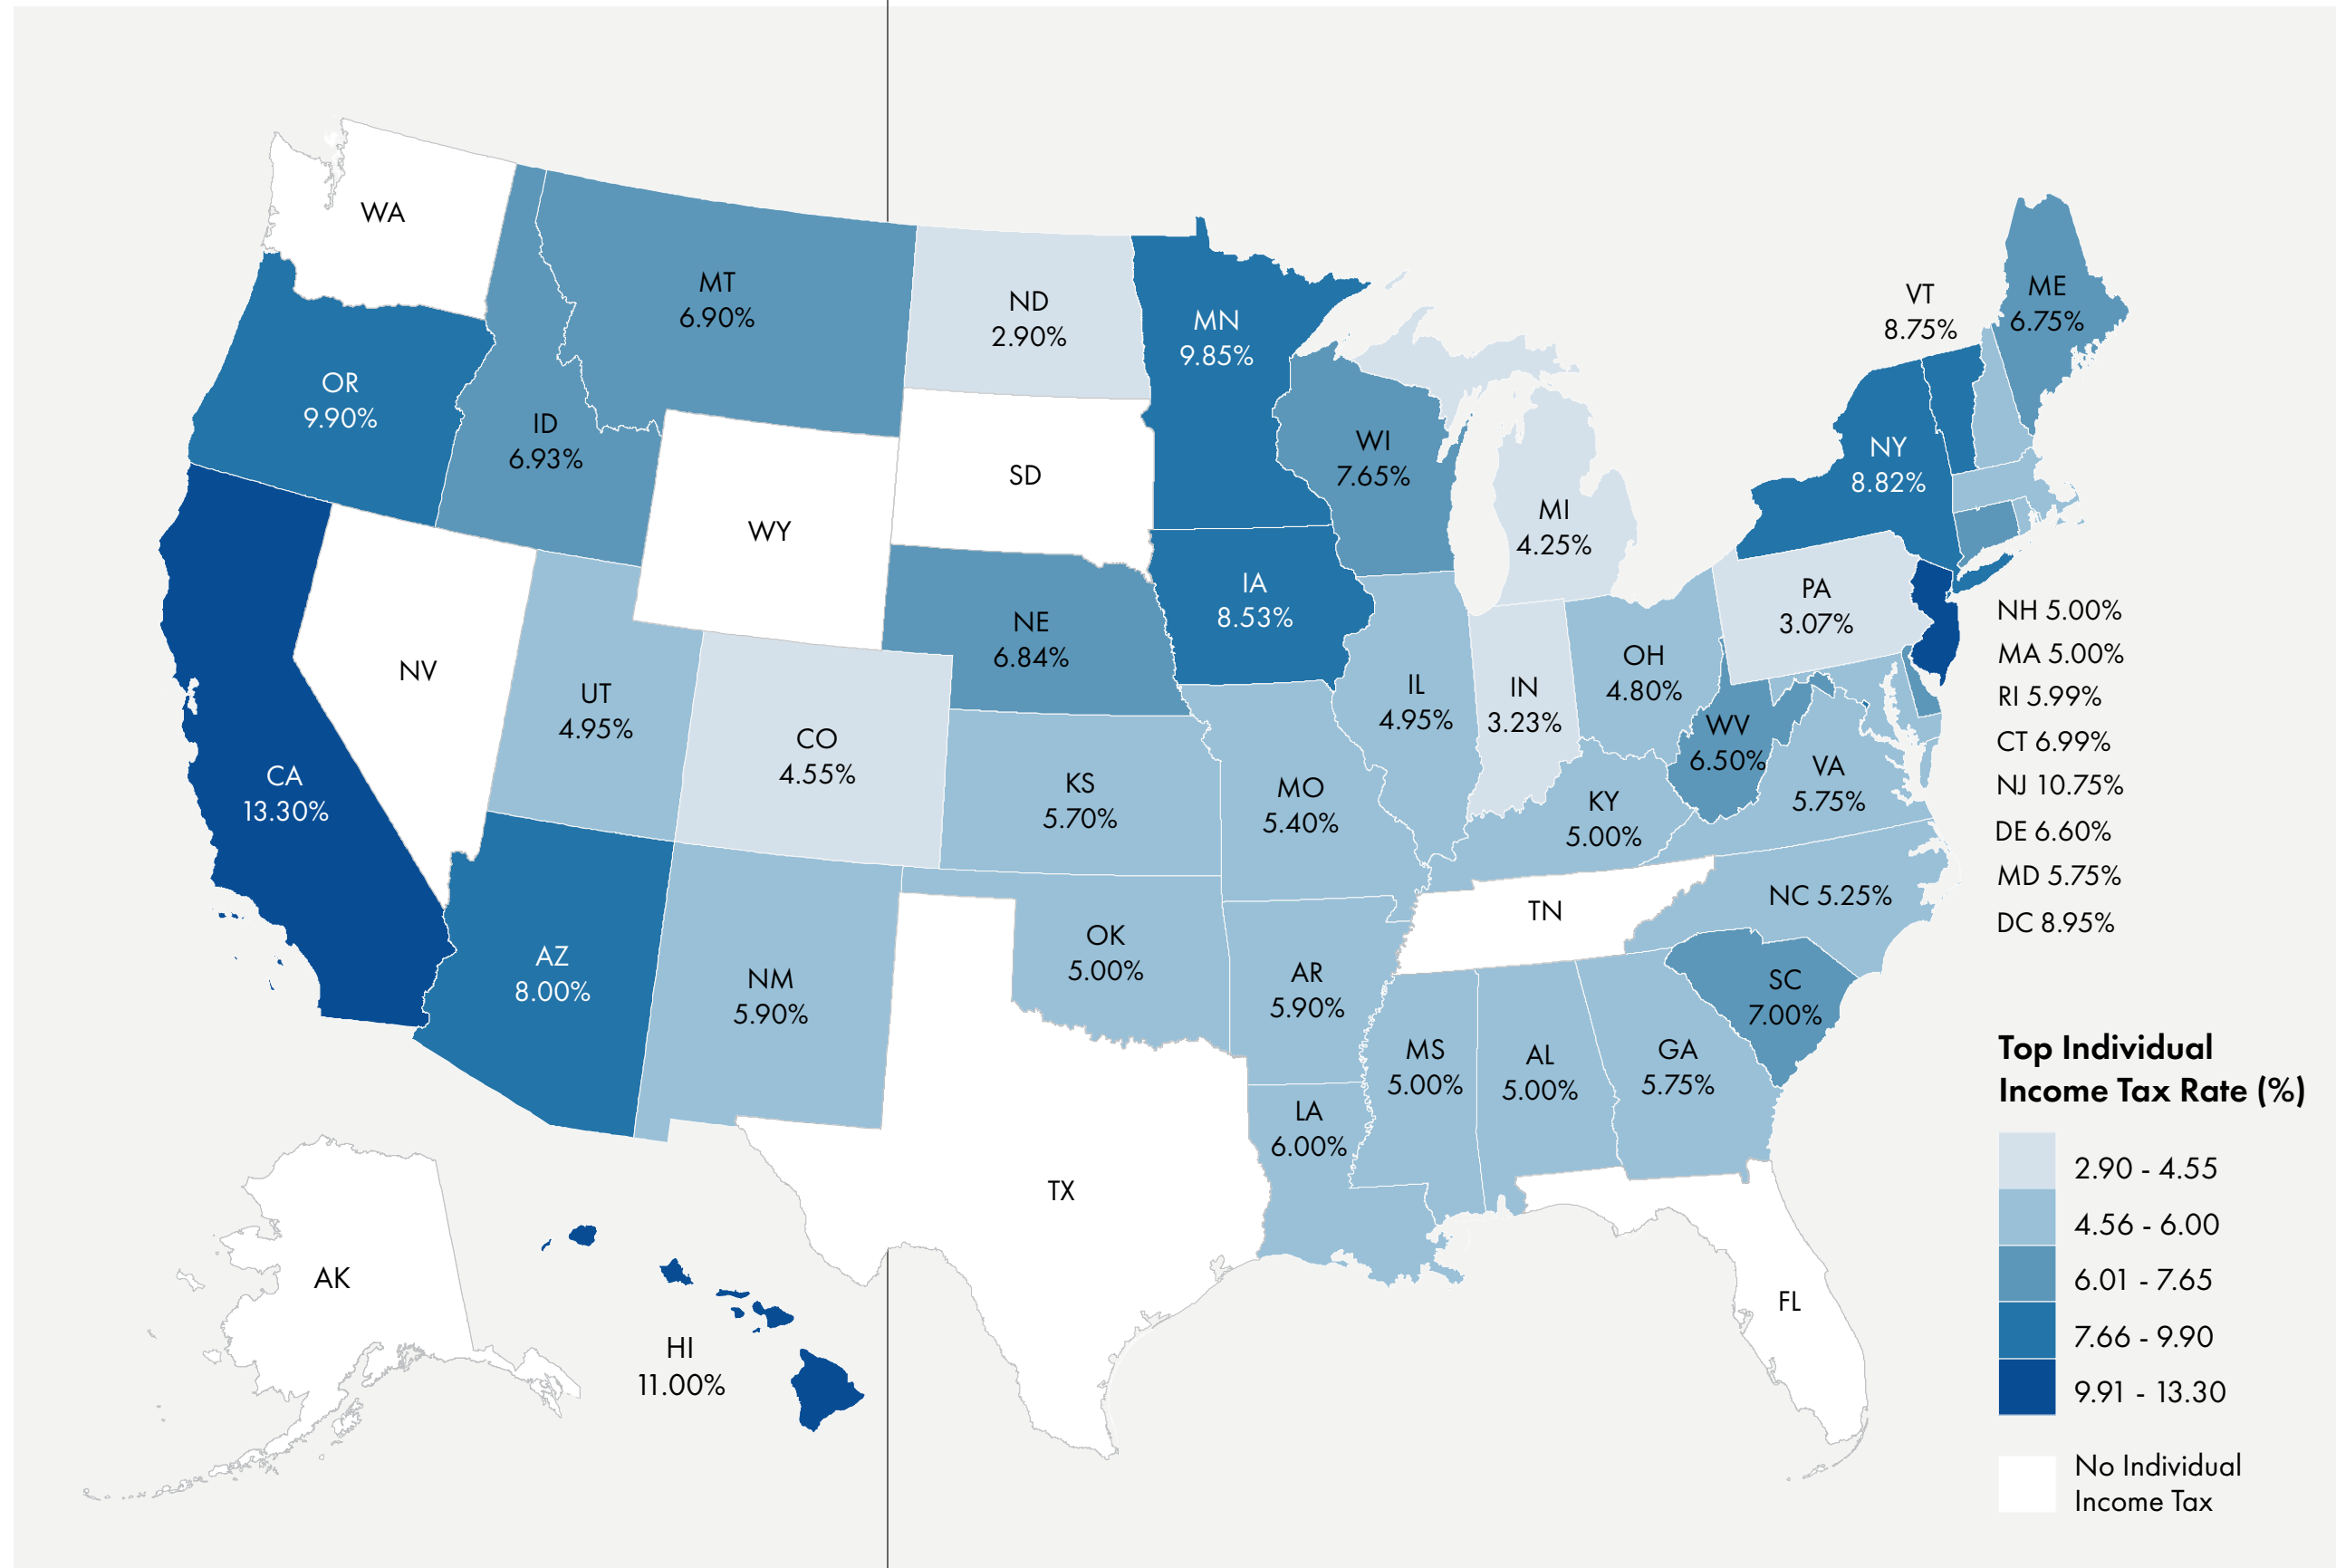 WA
MT
6.90%
ND
2.90%
MN
9.85%
VT
8.75%
ME
6.75%
OR
9.90%
ID
6.93%
SD
WI
7.65%
NY
8.82%
WY
MI
4.25%
IA
8.53%
PA
3.07%
NE
6.84%
NV
UT
4.95%
CO
4.55%
IL
4.95%
IN
3.23%
OH
4.80%
WV
6.50%
VA
5.75%
CA
13.30%
KS
5.70%
MO
5.40%
KY
5.00%
NH 5.00%
MA 5.00%
RI 5.99%
CT 6.99%
NJ 10.75%
DE 6.60%
MD 5.75%
DC 8.95%
NC 5.25%
TN
AZ
8.00%
NM
5.90%
OK
5.00%
AR
5.90%
SC
7.00%
MS
5.00%
AL
5.00%
GA
5.75%
LA
6.00%
TX
FL
AK
HI
11.00%
Top Individual
Income Tax Rate (%)
2.90 - 4.55
4.56 - 6.00
6.01 - 7.65
7.66 - 9.90
9.91 - 13.30
No Individual
Income Tax